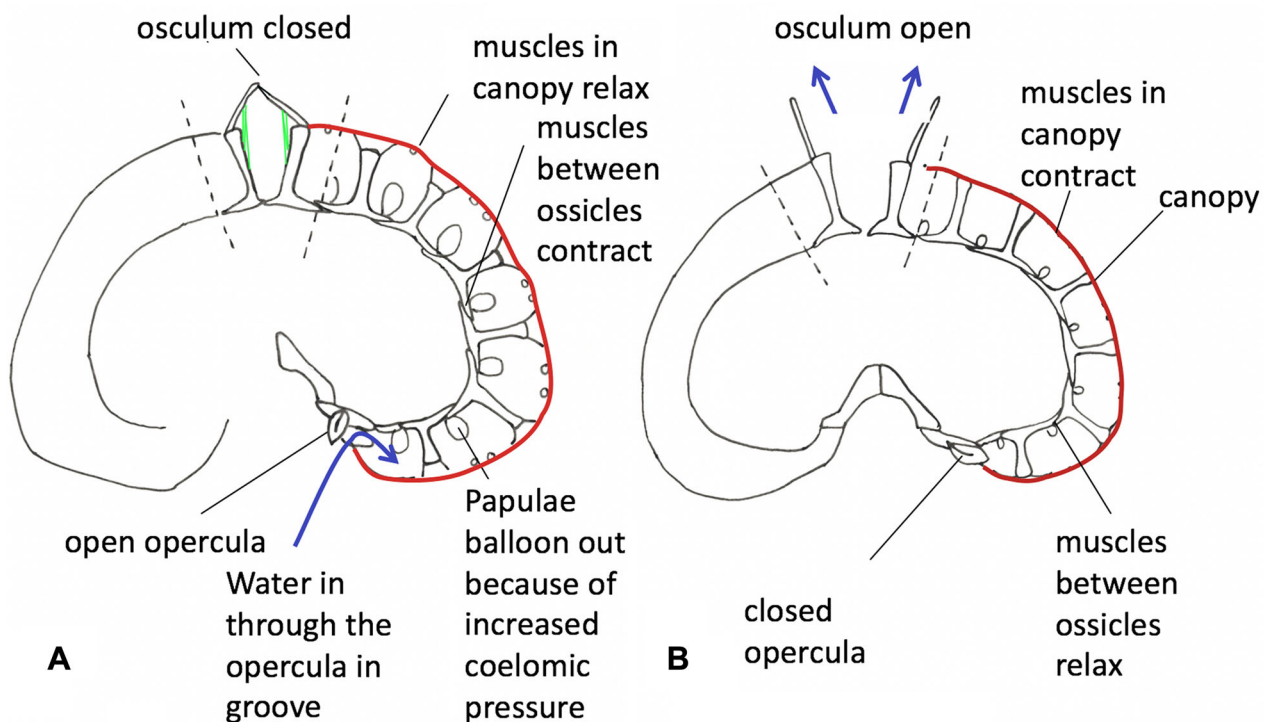 osculum closed
muscles in
canopy relax
muscles
between
ossicles
contract
open opercula
Water in
through the
opercula in
groove
Papulae
balloon out
because of
increased
coelomic
pressure
A
osculum open
muscles in
canopy
contract
canopy
closed
opercula
muscles
between
ossicles
relax
B